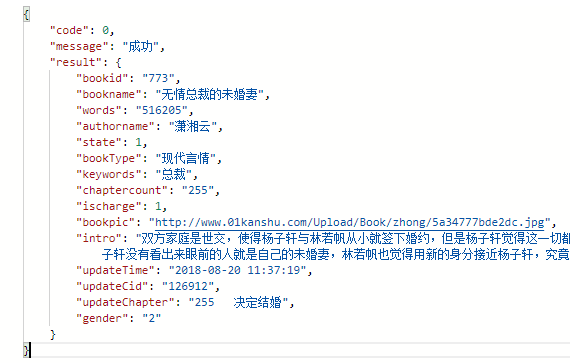 {
"code": 0,
"message": "成功",
"result": {
"bookid": "773",
"bookname": "无情总裁的未婚妻",
"words": "516205",
"authorname": "潇湘云",
"state": 1,
"bookType": "现代言情",
"keywords": "总裁",
"chaptercount": "255",
"ischarge": 1,
"bookpic": "http://www.01kanshu.com/Upload/Book/zhong/5a34777bde2dc.jpg",
"intro": "双方家庭是世交，使得杨子轩与林若帆从小就签下婚约，但是杨子轩觉得这一切都
子轩没有看出来眼前的人就是自己的未婚妻，林若帆也觉得用新的身分接近杨子轩，究竟
"updateTime": "2018-08-20 11:37:19",
"updateCid": "126912",
"updateChapter": "255   决定结婚",
"gender": "2"
}
}